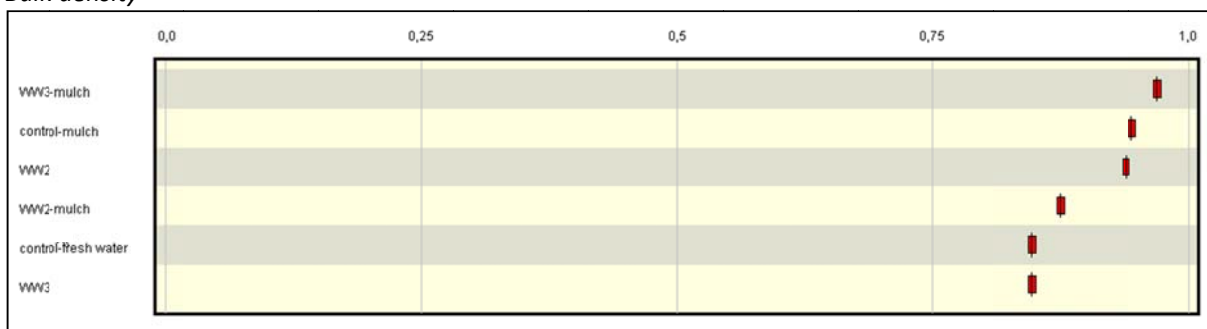 Bulk density
0,0 0,25 0,5 0,75 1,0
WW3-mulch
control-mulch
WW2
WW2-mulch
control-fresh water
WW3